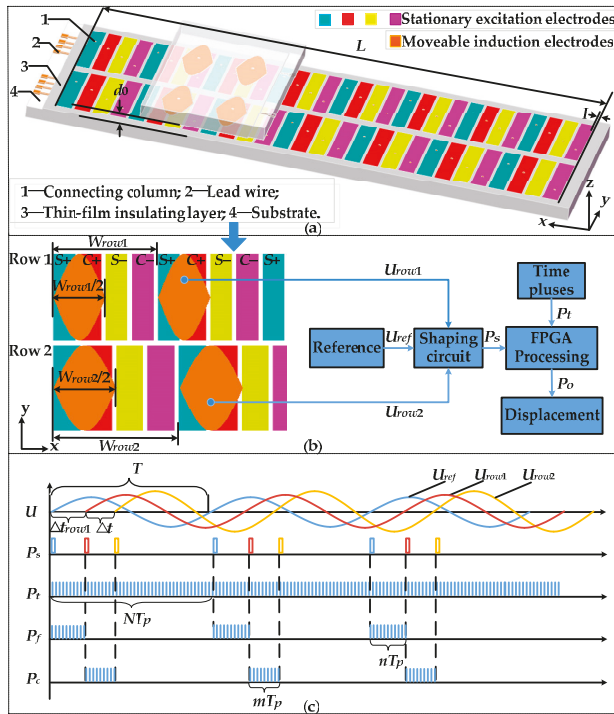 1
2
3
4
Stationary excitation electrodes
Moveable induction electrodes
L
d0
l
z
y
x
1—Connecting column; 2—Lead wire;
3—Thin-film insulating layer; 4—Substrate.
(a)
Row 1
Wrow1
S+ C+ S− C− S+ C+ S− C− S+
Wrow1/2
Row 2
Wrow2/2
Wrow2
y
x
(b)
Urow1
Urow2
Reference
Uref
Shaping circuit
Ps
Time pluses
Pt
FPGA Processing
Po
Displacement
T
Uref
Urow1
Urow2
U
Δtrow1
Δt
Ps
Pt
NTp
Pf
nTp
Pc
mTp
(c)